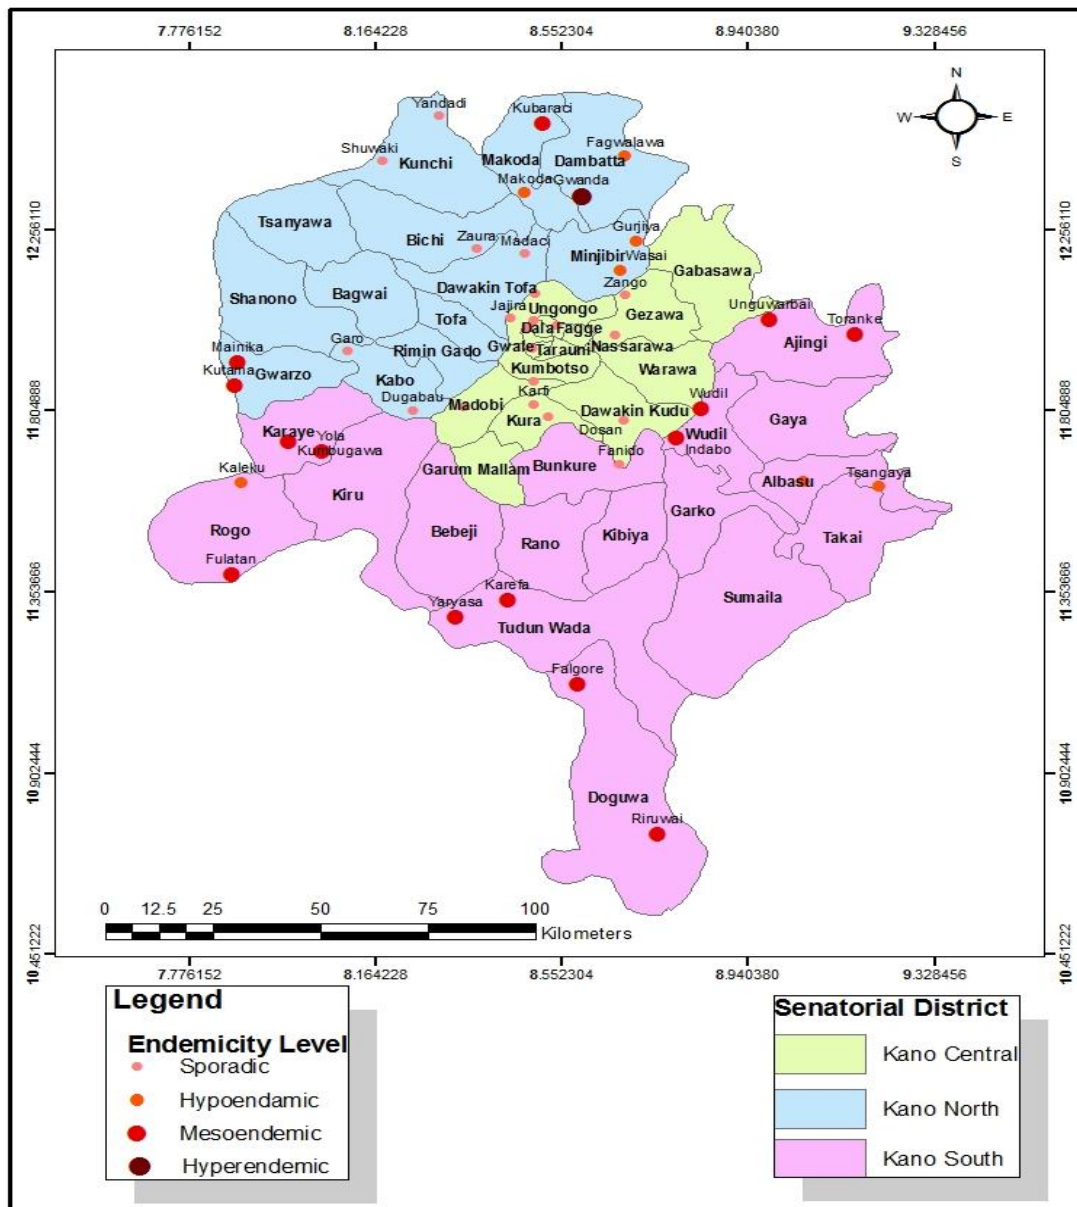 7.776152 8.164228 8.552304 8.940380 9.328456
N
W E
S
Yandadi
Kubaraci
Shuwaki
Kunchi
Makoda
Dambatta
Fagwalawa
Makoda
Gwanda
Tsanyawa
Bichi
Zaura
Madaci
Gurjiya
Minjibir
Wasai
Gabasawa
Zango
Shanono
Bagwai
Dawakin Tofa
Jajira
Ungongo
Gezawa
Unguwarbai
Toranke
Tofa
Dala
Fagge
Ajingi
Garo
Rimin Gado
Gwale
Tarauni
Nassarawa
Mainika
Gwarzo
Kumbotso
Warawa
Kutama
Kabo
Dugabau
Madobi
Karfi
Kura
Dawakin Kudu
Wudil
Gaya
Dosan
Wudil
Indabo
Karaye
Yola
Kumbugawa
Fanido
Kaleku
Garum Mallam
Bunkure
Albasu
Tsangaya
Kiru
Garko
Rogo
Bebeji
Rano
Kibiya
Takai
Fulatan
Sumaila
Karefa
Yaryasa
Tudun Wada
Falgore
Doguwa
Riruwai
12.256110
11.804888
11.353666
10.902444
10.451222
12.256110
11.804888
11.353666
10.902444
10.451222
0 12.5 25 50 75 100
Kilometers
7.776152 8.164228 8.552304 8.940380 9.328456
Legend
Endemicity Level
Sporadic
Hypoendamic
Mesoendemic
Hyperendemic
Senatorial District
Kano Central
Kano North
Kano South